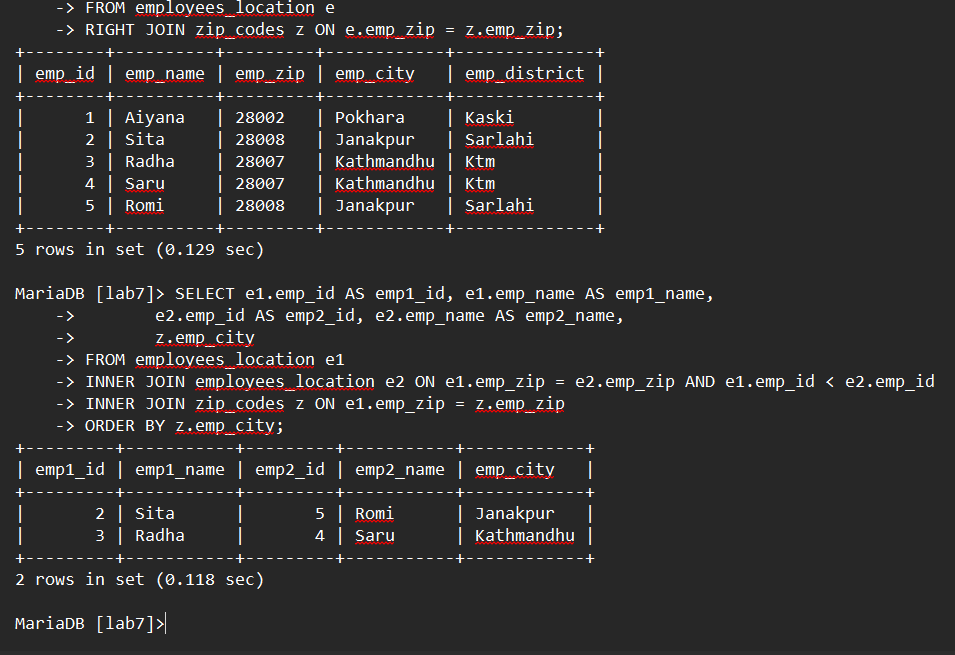 -> FROM employees_location e
    -> RIGHT JOIN zip_codes z ON e.emp_zip = z.emp_zip;
+--------+----------+---------+------------+--------------+
| emp_id | emp_name | emp_zip | emp_city   | emp_district |
+--------+----------+---------+------------+--------------+
|      1 | Aiyana   | 28002   | Pokhara    | Kaski        |
|      2 | Sita     | 28008   | Janakpur   | Sarlahi      |
|      3 | Radha    | 28007   | Kathmandhu | Ktm          |
|      4 | Saru     | 28007   | Kathmandhu | Ktm          |
|      5 | Romi     | 28008   | Janakpur   | Sarlahi      |
+--------+----------+---------+------------+--------------+
5 rows in set (0.129 sec)

MariaDB [lab7]> SELECT e1.emp_id AS emp1_id, e1.emp_name AS emp1_name,
    ->        e2.emp_id AS emp2_id, e2.emp_name AS emp2_name,
    ->        z.emp_city
    -> FROM employees_location e1
    -> INNER JOIN employees_location e2 ON e1.emp_zip = e2.emp_zip AND e1.emp_id < e2.emp_id
    -> INNER JOIN zip_codes z ON e1.emp_zip = z.emp_zip
    -> ORDER BY z.emp_city;
+---------+-----------+---------+-----------+------------+
| emp1_id | emp1_name | emp2_id | emp2_name | emp_city   |
+---------+-----------+---------+-----------+------------+
|       2 | Sita      |       5 | Romi      | Janakpur   |
|       3 | Radha     |       4 | Saru      | Kathmandhu |
+---------+-----------+---------+-----------+------------+
2 rows in set (0.118 sec)

MariaDB [lab7]>